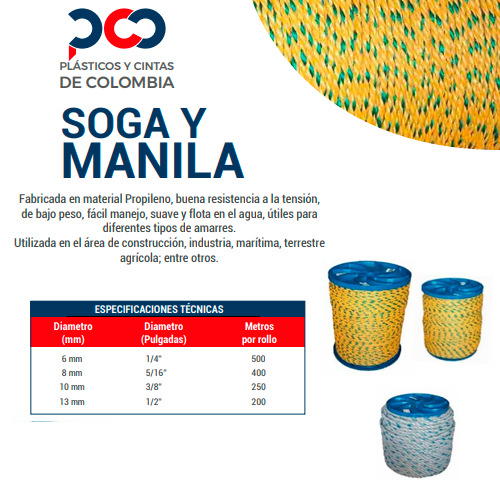 pco
PLÁSTICOS Y CINTAS
DE COLOMBIA
SOGA Y
MANILA
Fabricada en material Propileno, buena resistencia a la tensión,
de bajo peso, fácil manejo, suave y flota en el agua, útiles para
diferentes tipos de amarres.
Utilizada en el área de construcción, industria, marítima, terrestre
agrícola; entre otros.
ESPECIFICACIONES TÉCNICAS
Diametro (mm) Diametro (Pulgadas) Metros por rollo
6 mm 1/4" 500
8 mm 5/16" 400
10 mm 3/8" 250
13 mm 1/2" 200